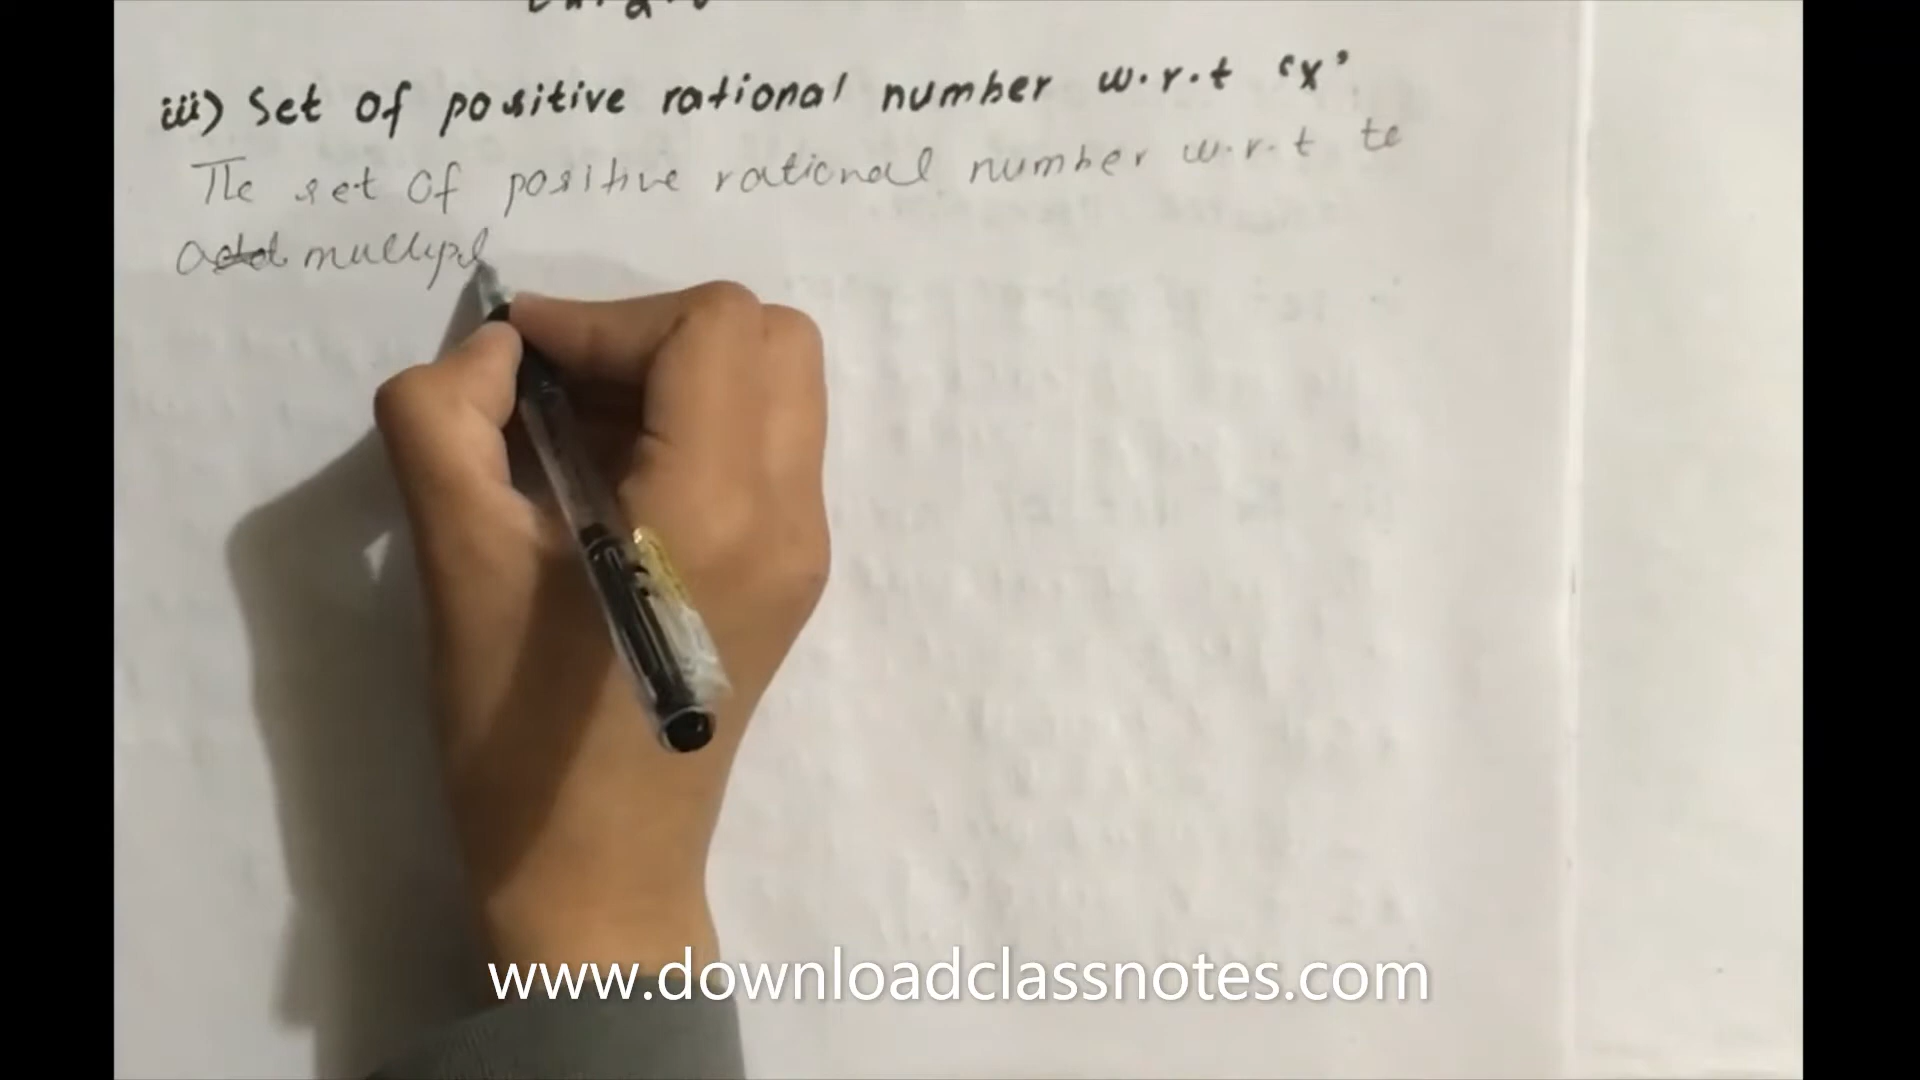 iii) Set of positive rational number w.r.t ‘x’
The set of positive rational number w.r.t to
multipl
www.downloadclassnotes.com